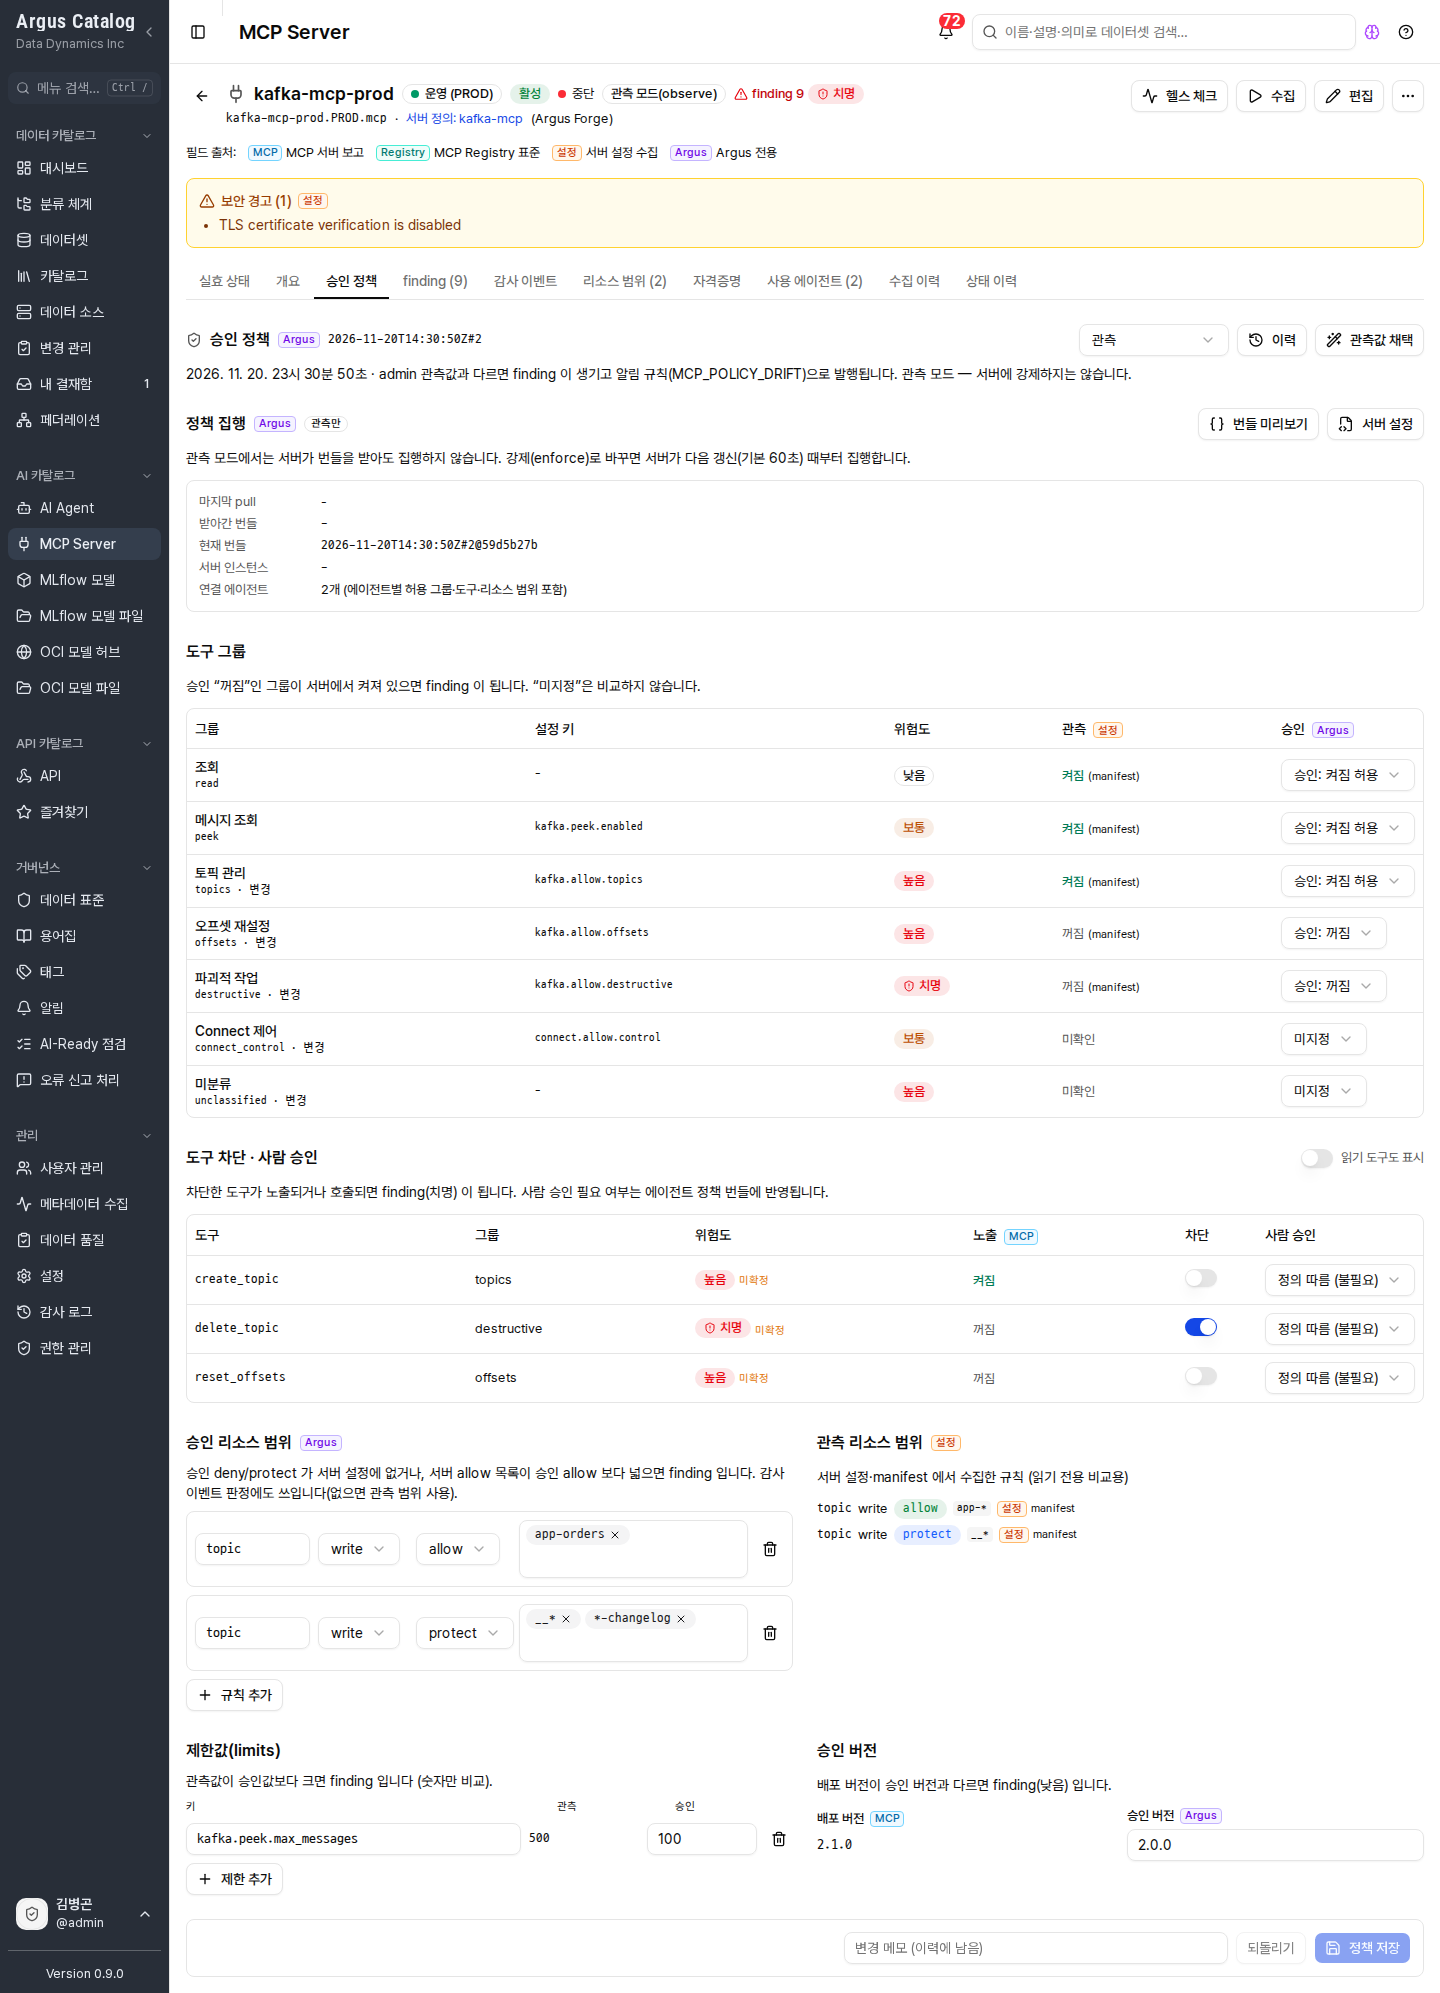 Argus Catalog
Data Dynamics Inc
메뉴 검색... Ctrl /
데이터 카탈로그
대시보드
분류 체계
데이터셋
카탈로그
데이터 소스
변경 관리
내 결재함 1
페더레이션
AI 카탈로그
AI Agent
MCP Server
MLflow 모델
MLflow 모델 파일
OCI 모델 허브
OCI 모델 파일
API 카탈로그
API
즐겨찾기
거버넌스
데이터 표준
용어집
태그
알림
AI-Ready 점검
오류 신고 처리
관리
사용자 관리
메타데이터 수집
데이터 품질
설정
감사 로그
권한 관리
김병곤
@admin
Version 0.9.0
MCP Server
72
이름·설명·의미로 데이터셋 검색...
kafka-mcp-prod 운영 (PROD) 활성 중단 관측 모드(observe) finding 9 치명
헬스 체크 수집 편집
kafka-mcp-prod.PROD.mcp · 서버 정의: kafka-mcp (Argus Forge)
필드 출처: MCP MCP 서버 보고 Registry MCP Registry 표준 설정 서버 설정 수집 Argus Argus 전용
보안 경고 (1) 설정
• TLS certificate verification is disabled
실효 상태 개요 승인 정책 finding (9) 감사 이벤트 리소스 범위 (2) 자격증명 사용 에이전트 (2) 수집 이력 상태 이력
승인 정책 Argus 2026-11-20T14:30:50Z#2 관측 이력 관측값 채택
2026. 11. 20. 23시 30분 50초 · admin 관측값과 다르면 finding 이 생기고 알림 규칙(MCP_POLICY_DRIFT)으로 발행됩니다. 관측 모드 — 서버에 강제하지는 않습니다.
정책 집행 Argus 관측만 번들 미리보기 서버 설정
관측 모드에서는 서버가 번들을 받아도 집행하지 않습니다. 강제(enforce)로 바꾸면 서버가 다음 갱신(기본 60초) 때부터 집행합니다.
마지막 pull -
받아간 번들 -
현재 번들 2026-11-20T14:30:50Z#2@59d5b27b
서버 인스턴스 -
연결 에이전트 2개 (에이전트별 허용 그룹·도구·리소스 범위 포함)
도구 그룹
승인 “꺼짐”인 그룹이 서버에서 켜져 있으면 finding 이 됩니다. “미지정”은 비교하지 않습니다.
그룹 설정 키 위험도 관측 설정 승인 Argus
조회 - 낮음 켜짐 (manifest) 승인: 켜짐 허용
read
메시지 조회 kafka.peek.enabled 보통 켜짐 (manifest) 승인: 켜짐 허용
peek
토픽 관리 kafka.allow.topics 높음 켜짐 (manifest) 승인: 켜짐 허용
topics · 변경
오프셋 재설정 kafka.allow.offsets 높음 꺼짐 (manifest) 승인: 꺼짐
offsets · 변경
파괴적 작업 kafka.allow.destructive 치명 꺼짐 (manifest) 승인: 꺼짐
destructive · 변경
Connect 제어 connect.allow.control 보통 미확인 미지정
connect_control · 변경
미분류 - 높음 미확인 미지정
unclassified · 변경
도구 차단 · 사람 승인 읽기 도구도 표시
차단한 도구가 노출되거나 호출되면 finding(치명) 이 됩니다. 사람 승인 필요 여부는 에이전트 정책 번들에 반영됩니다.
도구 그룹 위험도 노출 MCP 차단 사람 승인
create_topic topics 높음 미확정 켜짐 정의 따름 (불필요)
delete_topic destructive 치명 미확정 꺼짐 정의 따름 (불필요)
reset_offsets offsets 높음 미확정 꺼짐 정의 따름 (불필요)
승인 리소스 범위 Argus
승인 deny/protect 가 서버 설정에 없거나, 서버 allow 목록이 승인 allow 보다 넓으면 finding 입니다. 감사
이벤트 판정에도 쓰입니다(없으면 관측 범위 사용).
topic write allow app-orders
topic write protect __* *-changelog
규칙 추가
관측 리소스 범위 설정
서버 설정·manifest 에서 수집한 규칙 (읽기 전용 비교용)
topic write allow app-* 설정 manifest
topic write protect __* 설정 manifest
제한값(limits)
관측값이 승인값보다 크면 finding 입니다 (숫자만 비교).
키 관측 승인
kafka.peek.max_messages 500 100
제한 추가
승인 버전
배포 버전이 승인 버전과 다르면 finding(낮음) 입니다.
배포 버전 MCP 승인 버전 Argus
2.1.0 2.0.0
변경 메모 (이력에 남음) 되돌리기 정책 저장